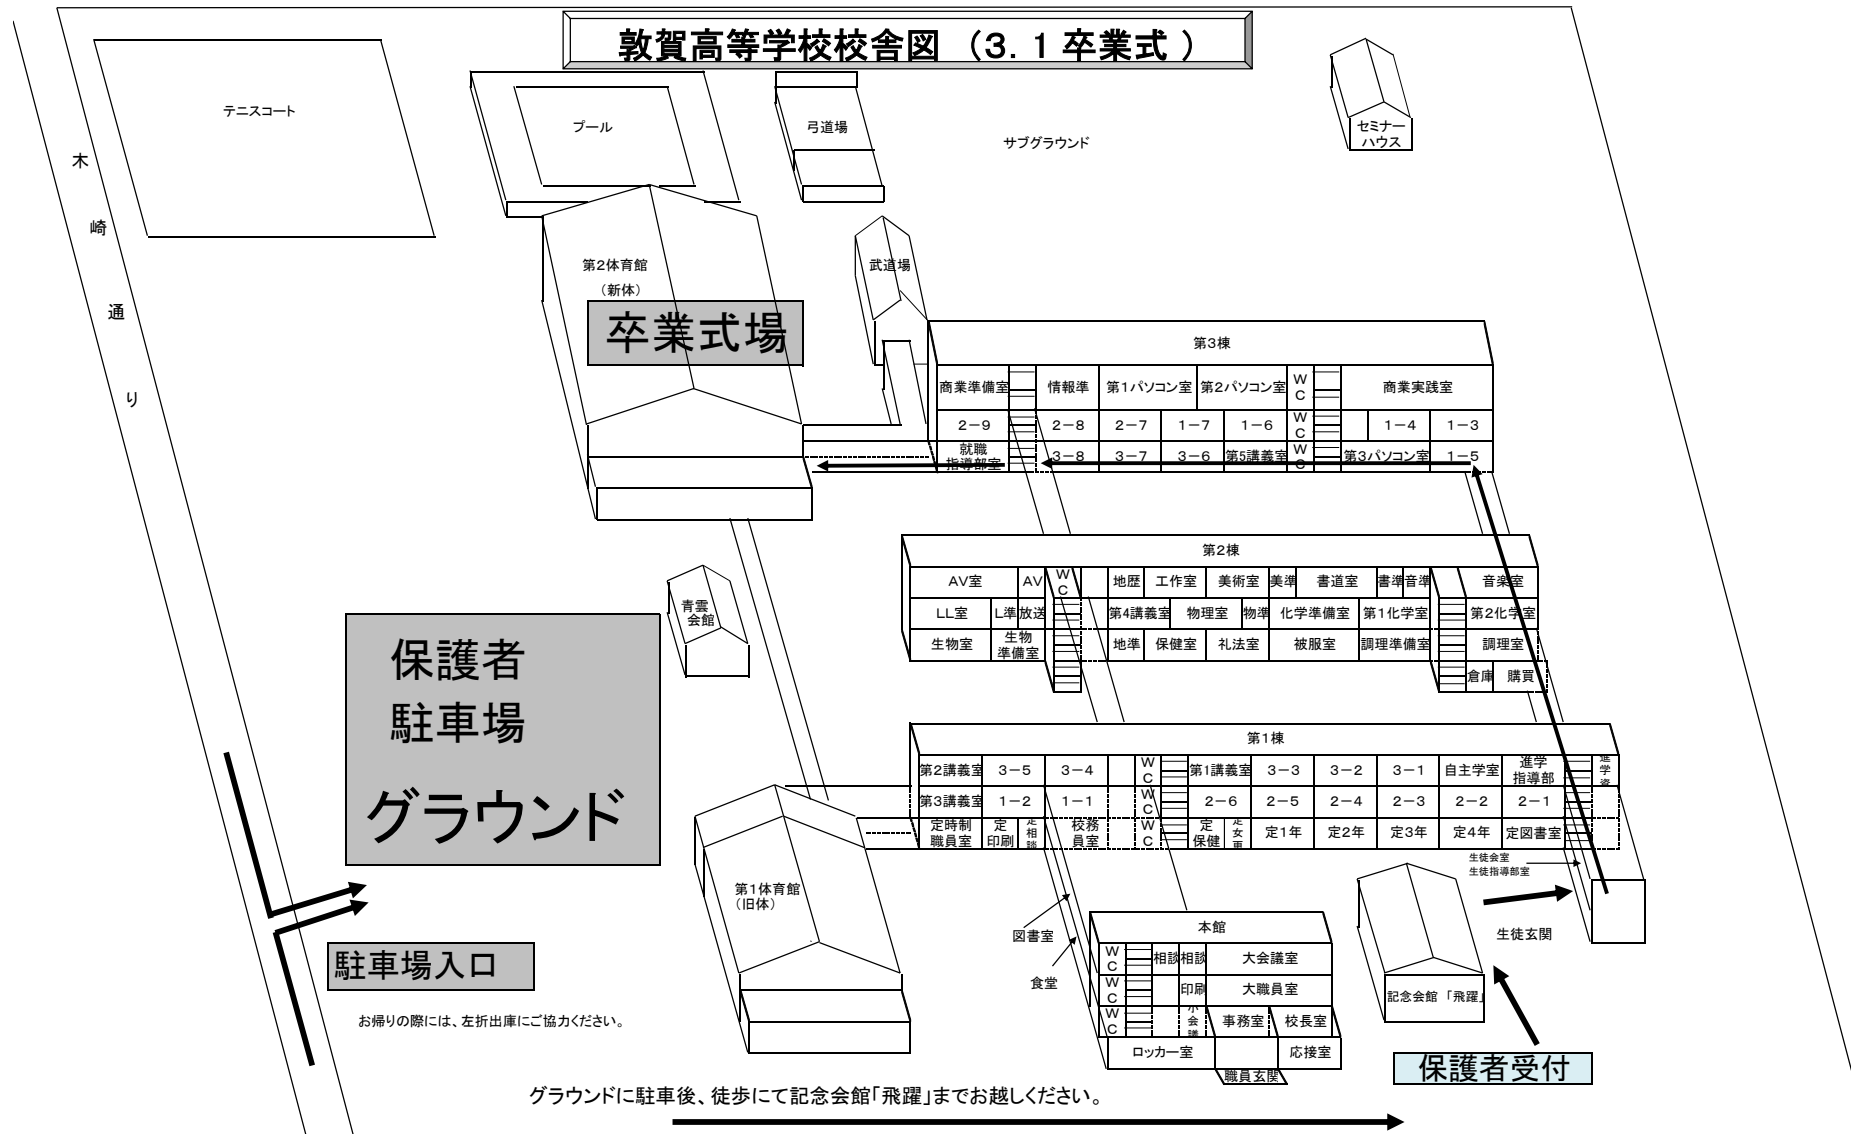 敦賀高等学校校舎図 （3．1 卒業式 ）
テニスコート
プール
弓道場
サブグラウンド
セミナー
ハウス
木崎通り
第2体育館
（新体）
卒業式場
武道場
第3棟
商業準備室 情報準 第1パソコン室 第2パソコン室 WC 商業実践室
2－9 2－8 2－7 1－7 1－6 WC 1－4 1－3
就職
指導部室 3－8 3－7 3－6 第5講義室 WC 第3パソコン室 1－5
第2棟
AV室 AV WC 地歴 工作室 美術室 美準 書道室 書準 音準 音楽室
LL室 L準 放送 第4講義室 物理室 物準 化学準備室 第1化学室 第2化学室
生物室 生物
準備室 地準 保健室 礼法室 被服室 調理準備室 調理室
倉庫 購買
青雲
会館
保護者
駐車場
グラウンド
第1棟
第2講義室 3－5 3－4 WC 第1講義室 3－3 3－2 3－1 自主学室 進学
指導部
第3講義室 1－2 1－1 WC 2－6 2－5 2－4 2－3 2－2 2－1
定時制
職員室 定
印刷 校務
員室 WC 定
保健 定1年 定2年 定3年 定4年 定図書室
生徒会室
生徒指導部室
第1体育館
（旧体）
図書室
食堂
本館
WC 相談 相談 大会議室
WC 印刷 大職員室
WC 事務室 校長室
ロッカー室 応接室
職員玄関
生徒玄関
記念会館 「飛躍」
駐車場入口
お帰りの際には、左折出庫にご協力ください。
保護者受付
グラウンドに駐車後、徒歩にて記念会館「飛躍」までお越しください。